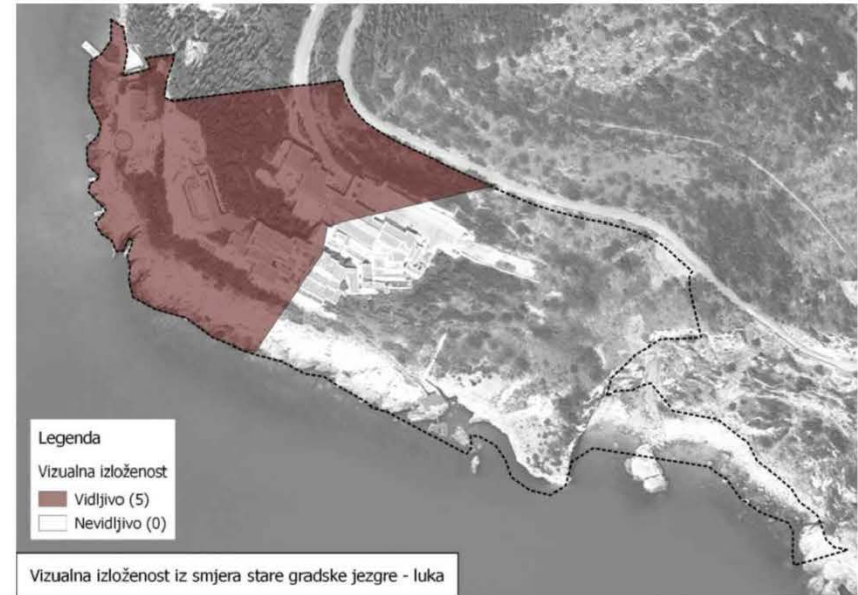 Legenda
Vizualna izloženost
Vidljivo (5)
Nevidljivo (0)
Vizualna izloženost iz smjera stare gradske jezgre - luka